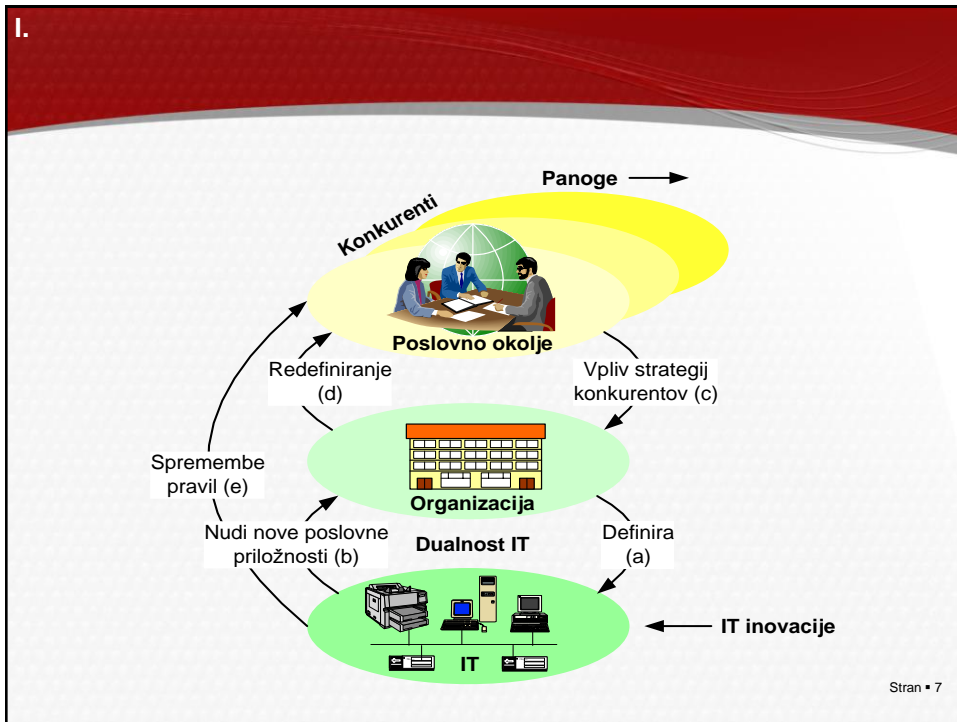 I.
Panoge
Konkurenti
Poslovno okolje
Redefiniranje
(d)
Vpliv strategij
konkurentov (c)
Spremembe
pravil (e)
Organizacija
Nudi nove poslovne
priložnosti (b)
Dualnost IT
Definira
(a)
IT inovacije
IT
Stran ▪ 7